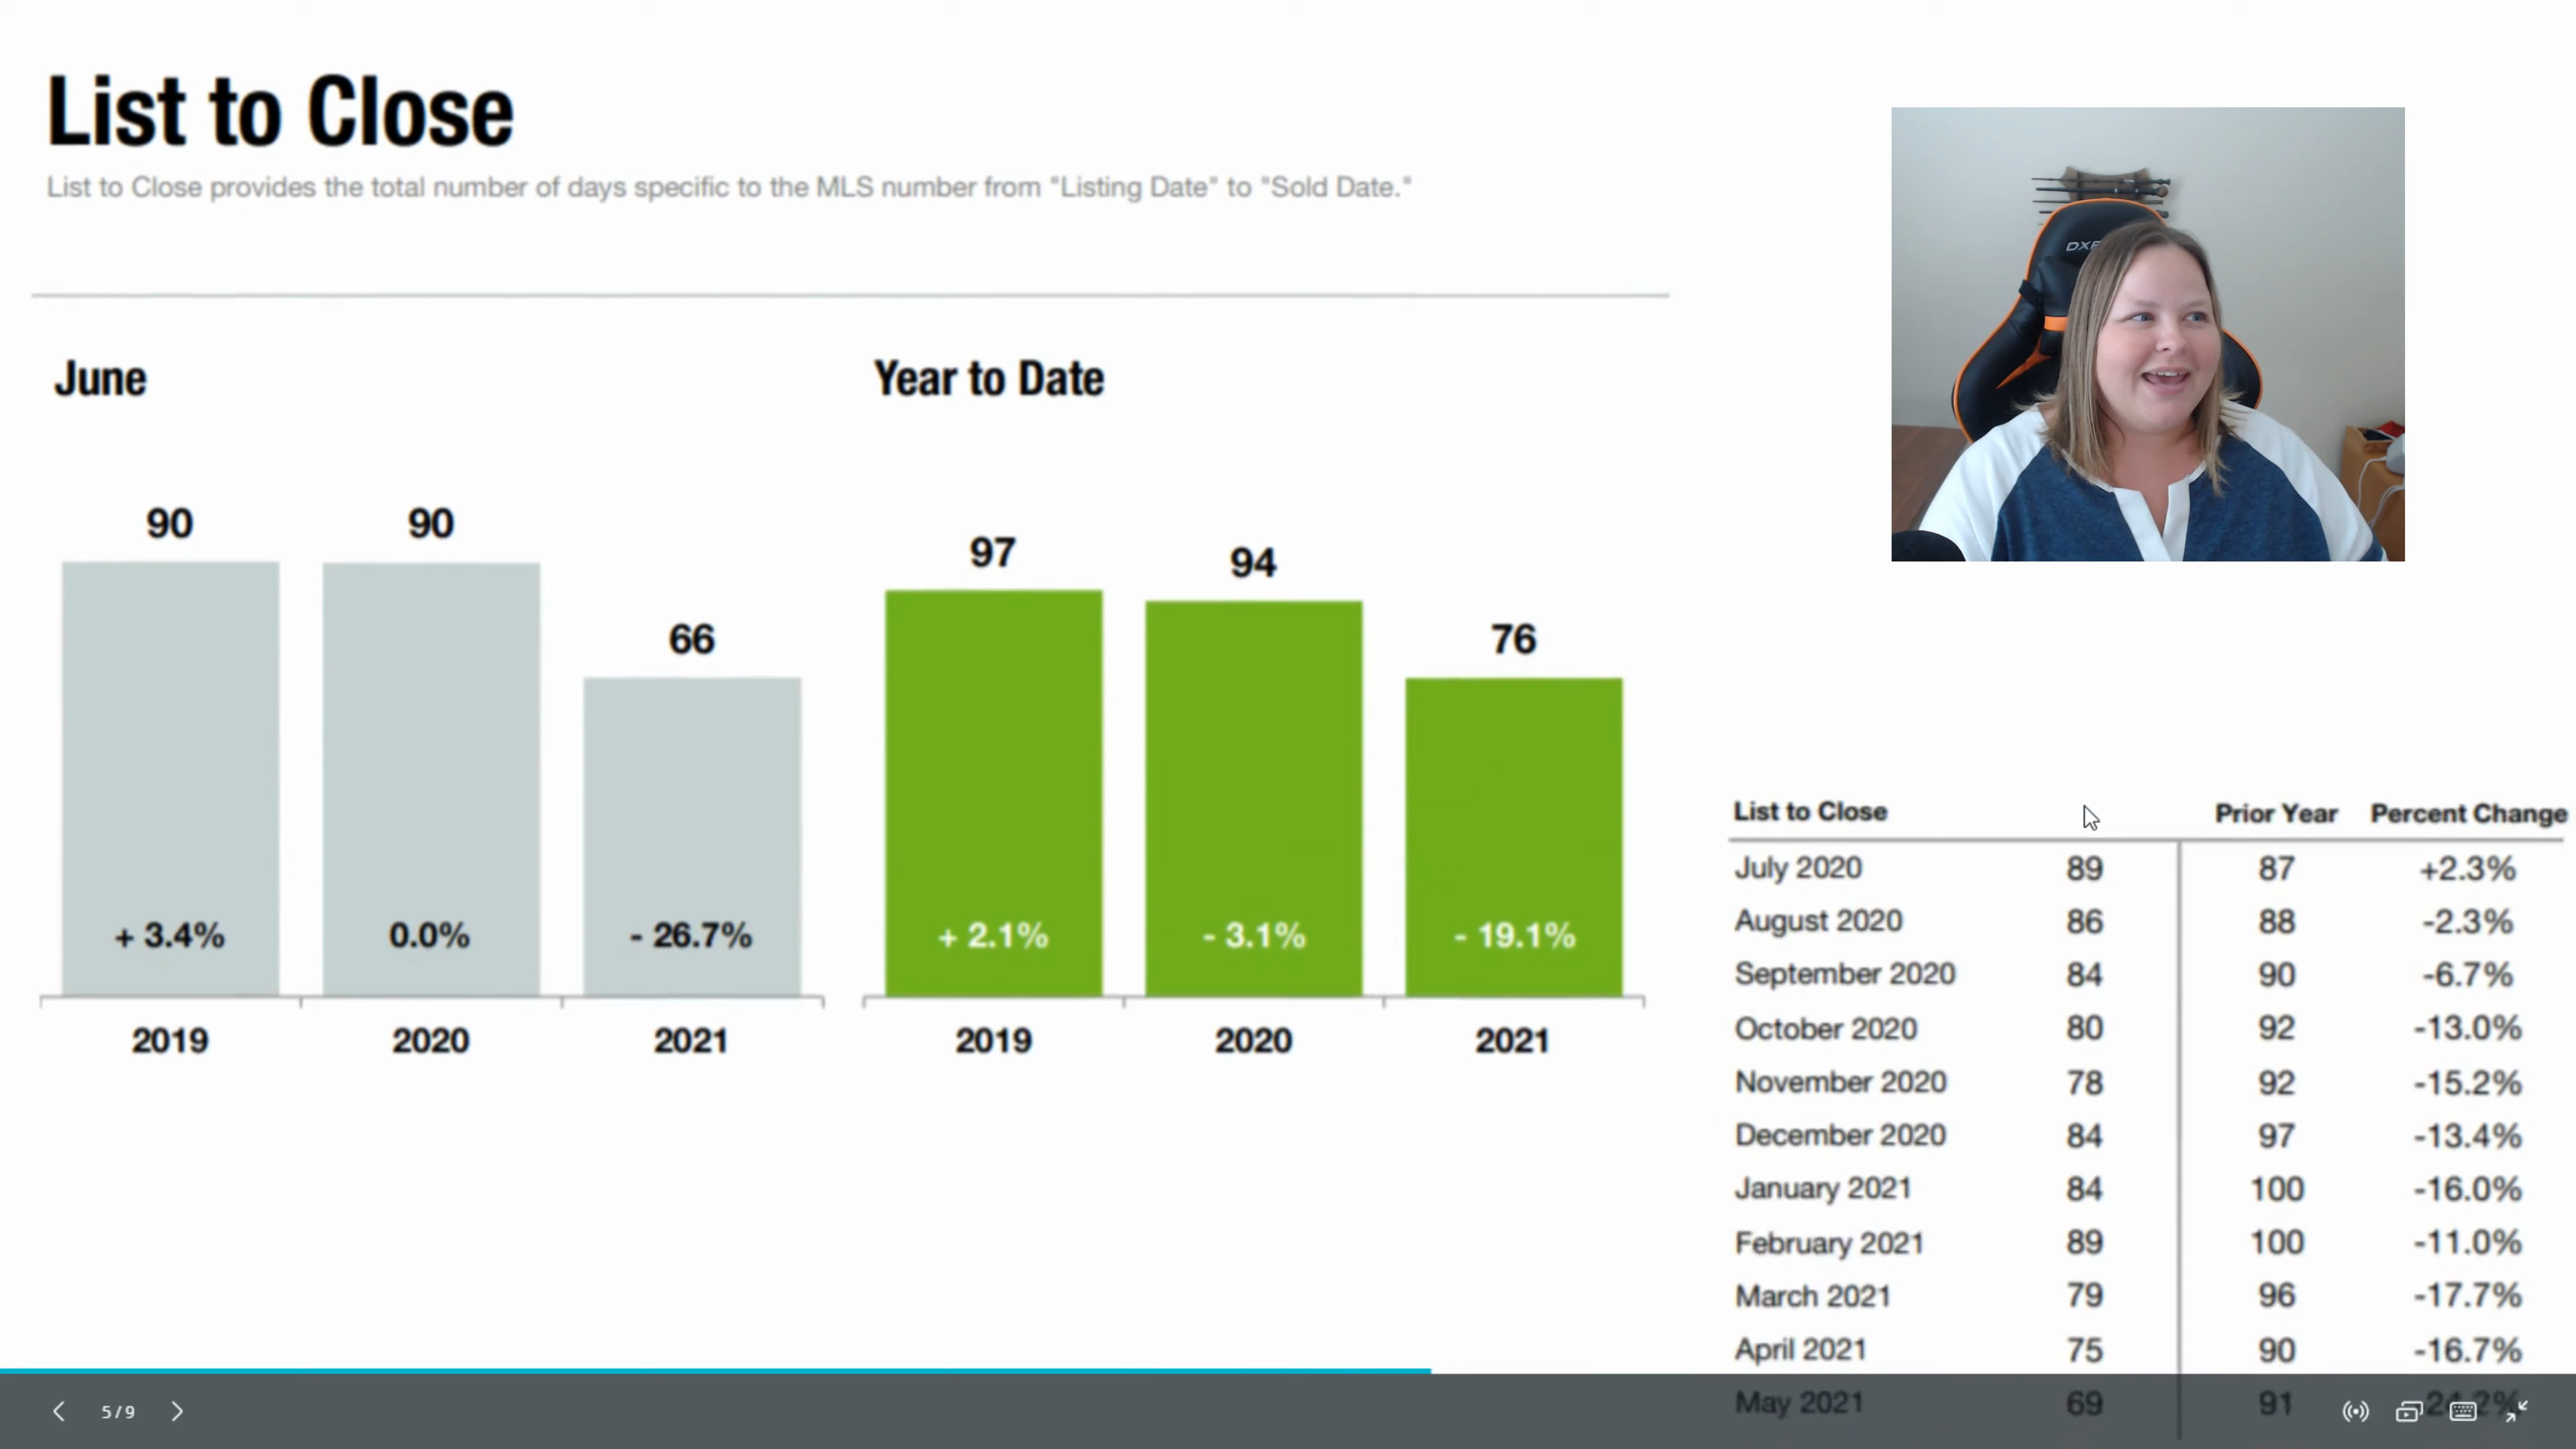 List to Close
List to Close provides the total number of days specific to the MLS number from "Listing Date" to "Sold Date."
June
90
90
66
+ 3.4%
0.0%
- 26.7%
2019
2020
2021
Year to Date
97
94
76
+ 2.1%
- 3.1%
- 19.1%
2019
2020
2021
List to Close Prior Year Percent Change
July 2020 89 87 +2.3%
August 2020 86 88 -2.3%
September 2020 84 90 -6.7%
October 2020 80 92 -13.0%
November 2020 78 92 -15.2%
December 2020 84 97 -13.4%
January 2021 84 100 -16.0%
February 2021 89 100 -11.0%
March 2021 79 96 -17.7%
April 2021 75 90 -16.7%
May 2021 69 91
5/9